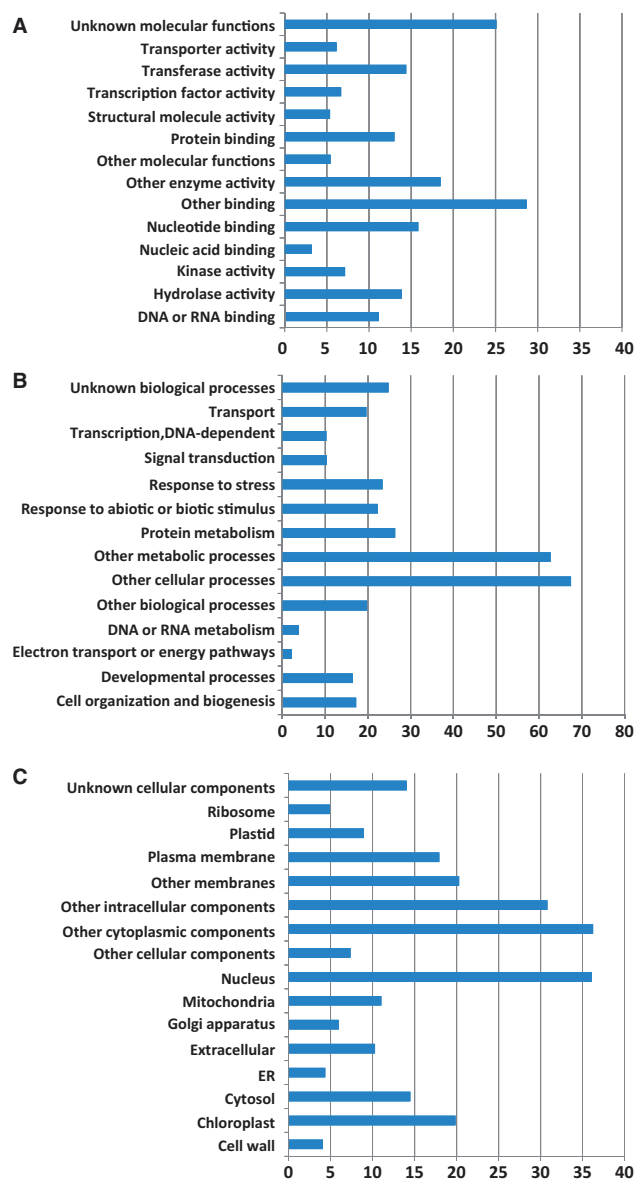 A
Unknown molecular functions
Transporter activity
Transferase activity
Transcription factor activity
Structural molecule activity
Protein binding
Other molecular functions
Other enzyme activity
Other binding
Nucleotide binding
Nucleic acid binding
Kinase activity
Hydrolase activity
DNA or RNA binding
0 5 10 15 20 25 30 35 40
B
Unknown biological processes
Transport
Transcription,DNA-dependent
Signal transduction
Response to stress
Response to abiotic or biotic stimulus
Protein metabolism
Other metabolic processes
Other cellular processes
Other biological processes
DNA or RNA metabolism
Electron transport or energy pathways
Developmental processes
Cell organization and biogenesis
0 10 20 30 40 50 60 70 80
C
Unknown cellular components
Ribosome
Plastid
Plasma membrane
Other membranes
Other intracellular components
Other cytoplasmic components
Other cellular components
Nucleus
Mitochondria
Golgi apparatus
Extracellular
ER
Cytosol
Chloroplast
Cell wall
0 5 10 15 20 25 30 35 40